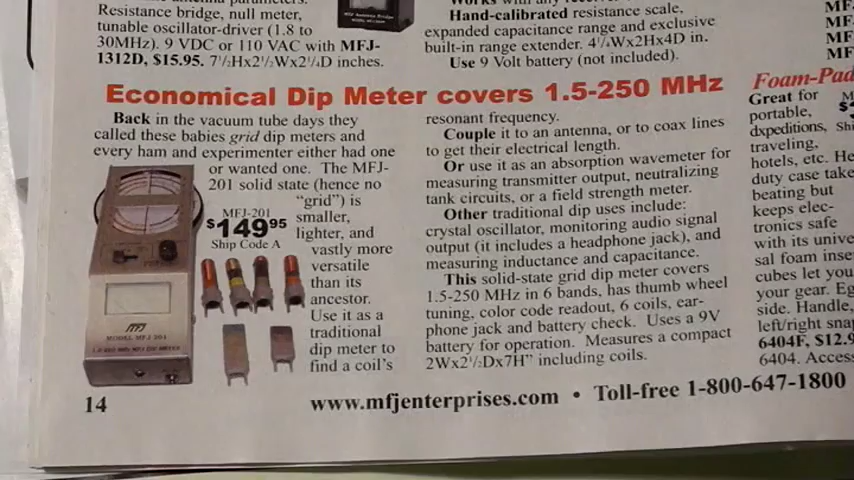 Resistance bridge, null meter,
tunable oscillator-driver (1.8 to
30MHz). 9 VDC or 110 VAC with MFJ-
1312D, $15.95. 7¹/₂Hx2¹/₂Wx2¹/₄D inches.
Hand-calibrated resistance scale,
expanded capacitance range and exclusive
built-in range extender. 4¹/₄Wx2Hx4D in.
Use 9 Volt battery (not included).
Economical Dip Meter covers 1.5-250 MHz
Back in the vacuum tube days they
called these babies grid dip meters and
every ham and experimenter either had one
or wanted one. The MFJ-
201 solid state (hence no
"grid") is
smaller,
lighter, and
vastly more
versatile
than its
ancestor.
Use it as a
traditional
dip meter to
find a coil's
MFJ-201
$149⁹⁵
Ship Code A
MODEL MFJ 201
resonant frequency.
Couple it to an antenna, or to coax lines
to get their electrical length.
Or use it as an absorption wavemeter for
measuring transmitter output, neutralizing
tank circuits, or a field strength meter.
Other traditional dip uses include:
crystal oscillator, monitoring audio signal
output (it includes a headphone jack), and
measuring inductance and capacitance.
This solid-state grid dip meter covers
1.5-250 MHz in 6 bands, has thumb wheel
tuning, color code readout, 6 coils, ear-
phone jack and battery check. Uses a 9V
battery for operation. Measures a compact
2Wx2¹/₂Dx7H" including coils.
Foam-Pad
Great for
portable,
dxpeditions,
traveling,
hotels, etc. He
duty case take
beating but
keeps elec-
tronics safe
with its unive
sal foam inse
cubes let you
your gear. Eg
side. Handle,
left/right snap
6404F, $12.9
6404. Access
14
www.mfjenterprises.com • Toll-free 1-800-647-1800